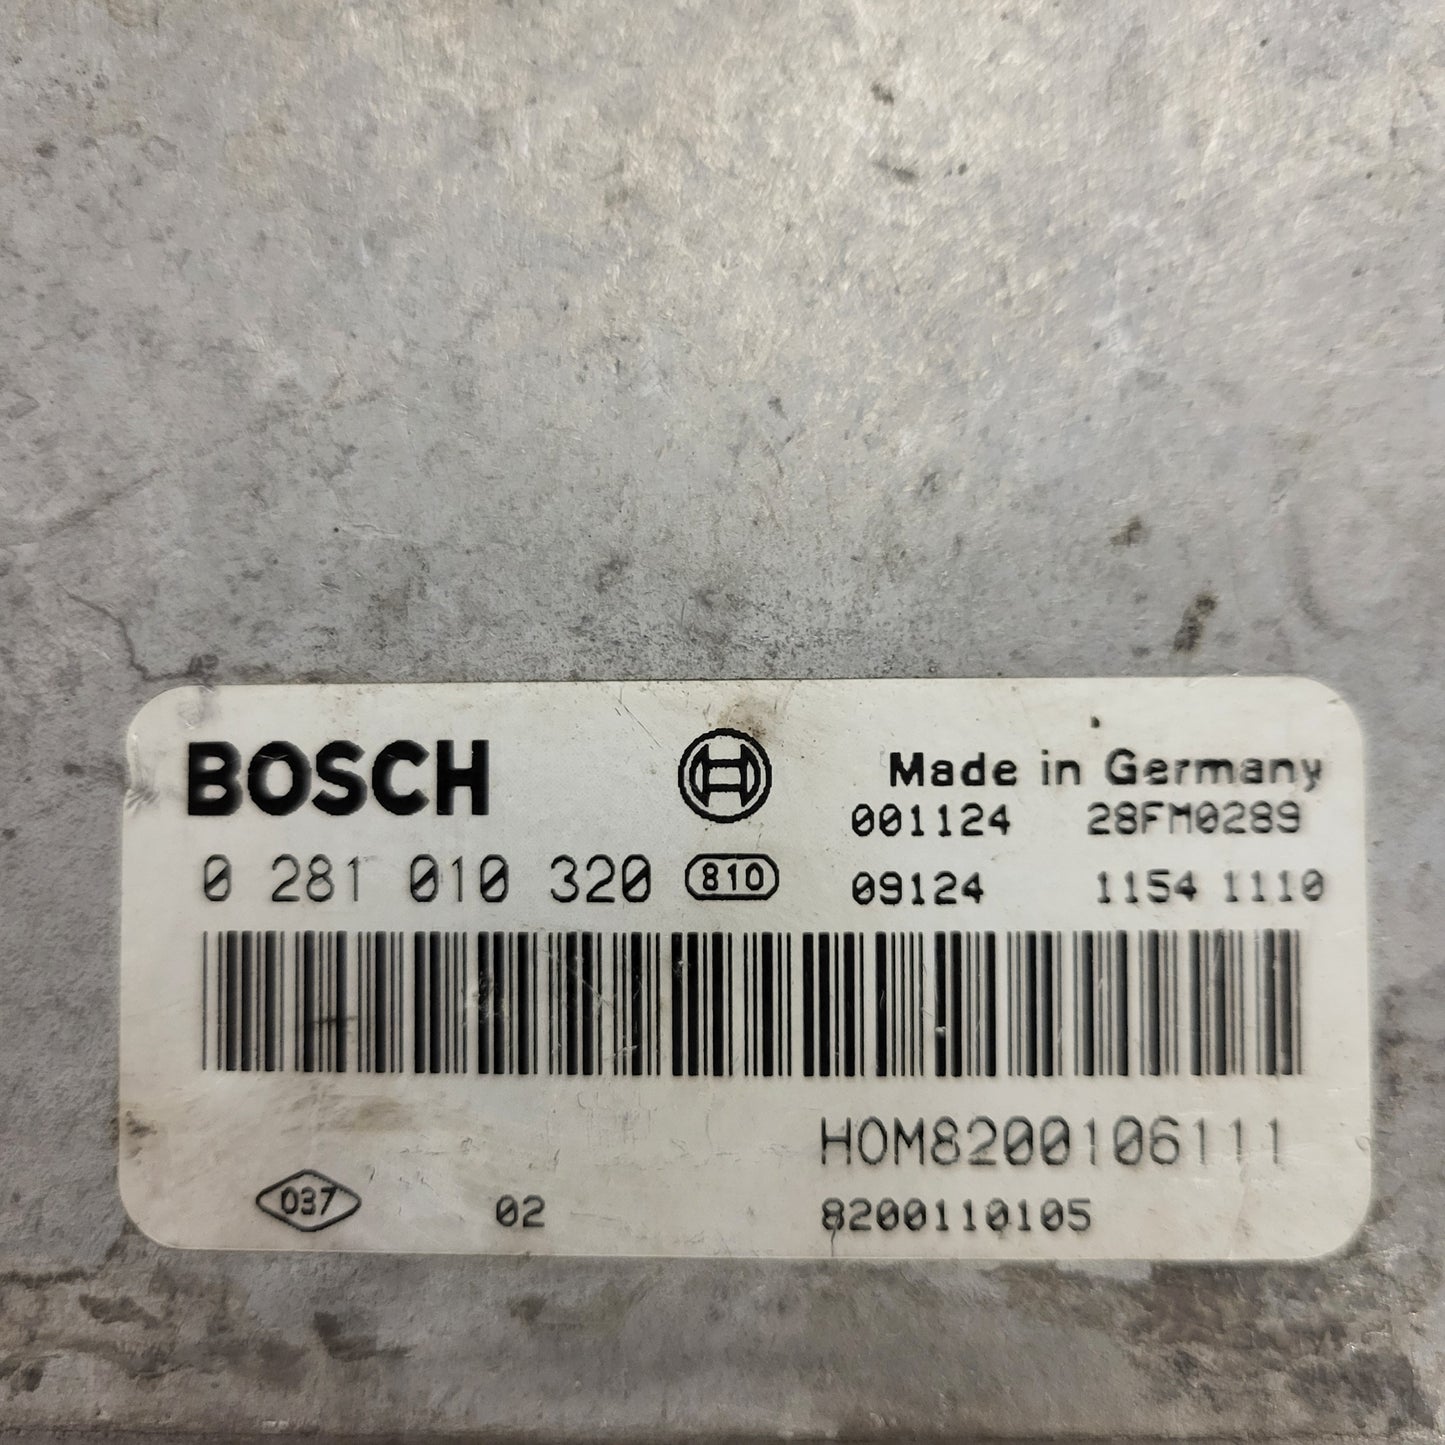 BOSCH
Made in Germany
001124 28FM0289
0 281 010 320 810 09124 1154 1110
HOM8200106111
037 02 8200110105